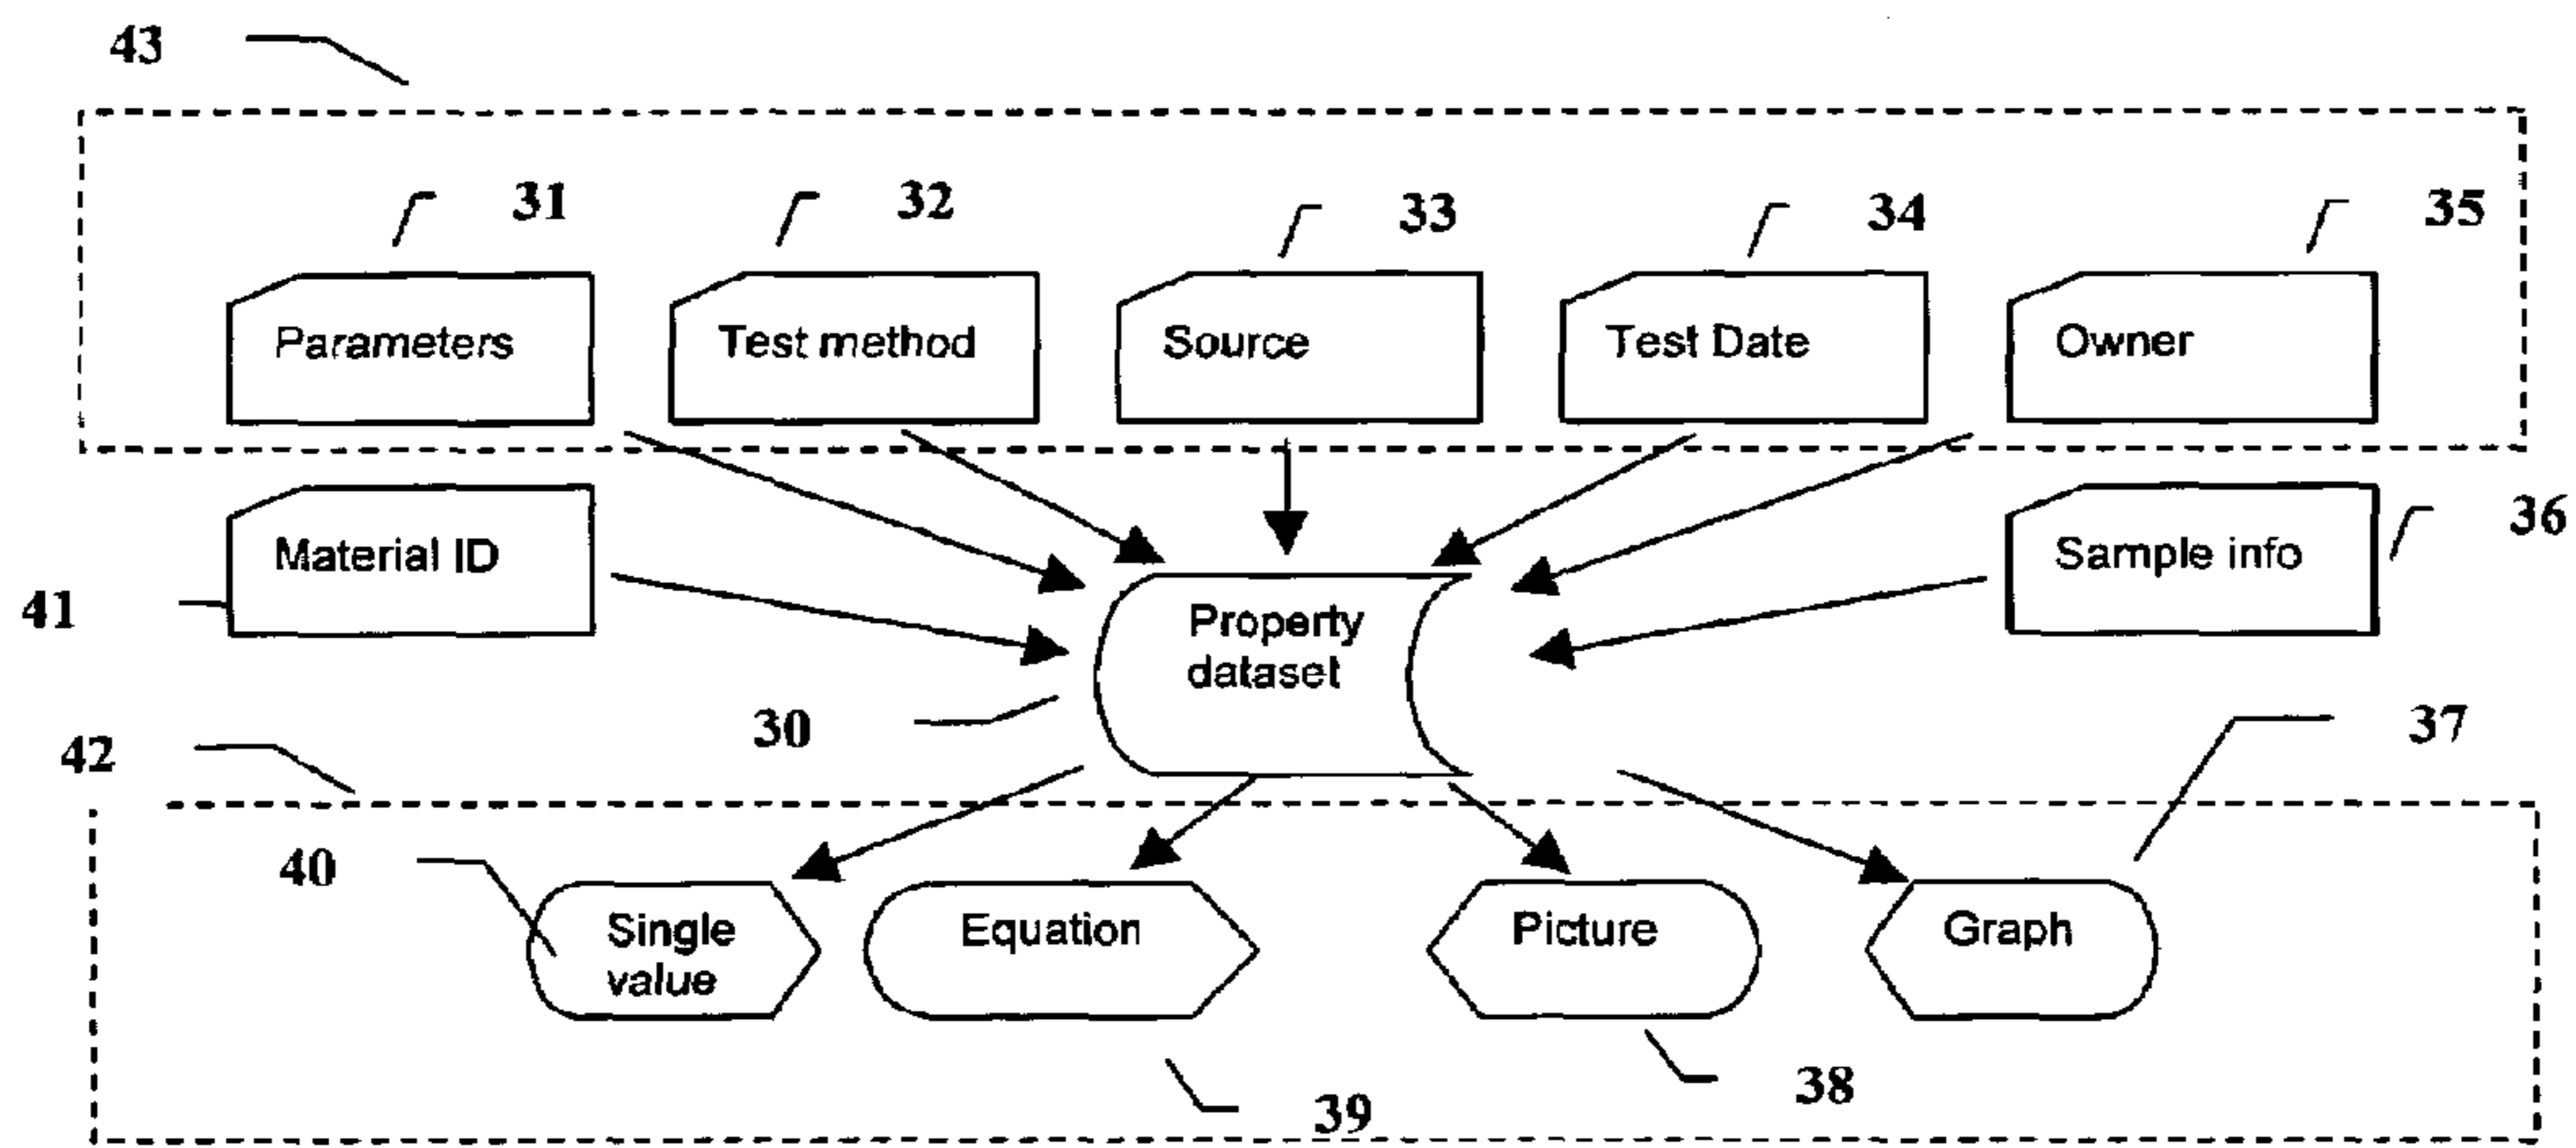 43
31
32
33
34
35
Parameters
Test method
Source
Test Date
Owner
Material ID
Sample info
36
41
Property
dataset
30
42
37
40
Single
value
Equation
Picture
Graph
39
38